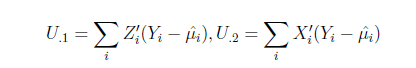 U_{.1} = \sum_i Z_i'(Y_i - \hat{\mu}_i), U_{.2} = \sum_i X_i'(Y_i - \hat{\mu}_i)